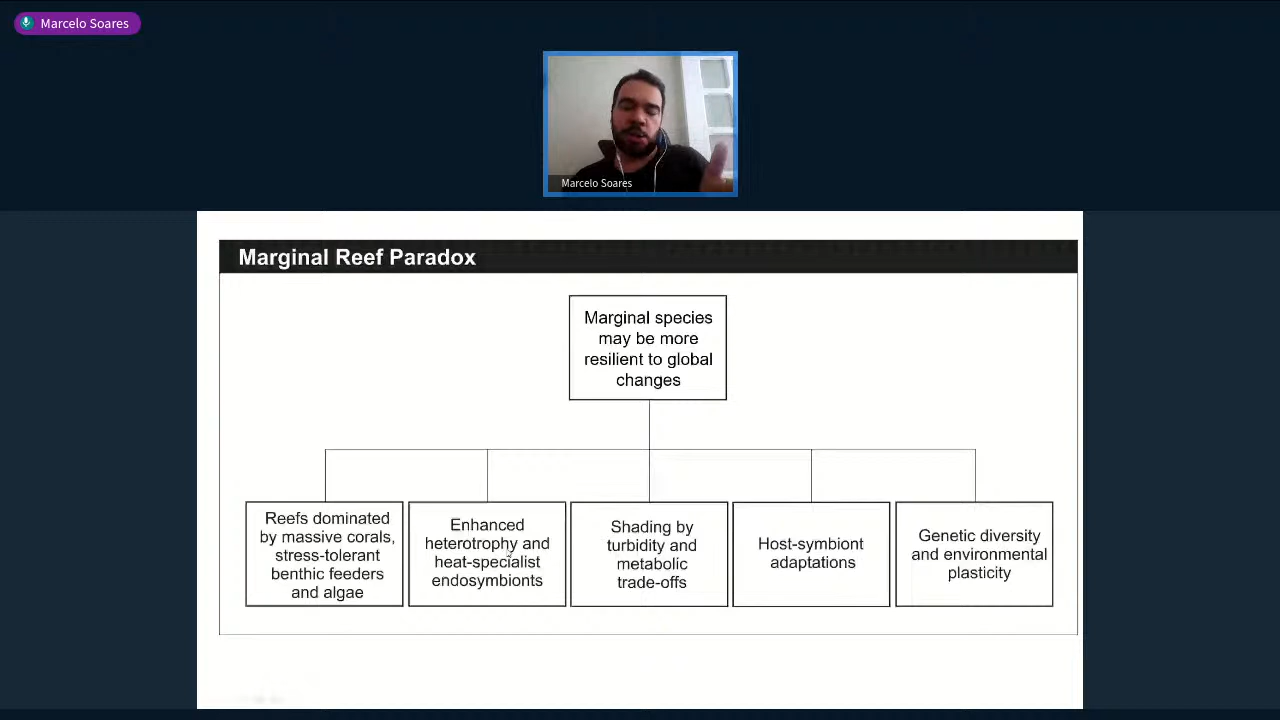 Marcelo Soares
Marcelo Soares
Marginal Reef Paradox
Marginal species
may be more
resilient to global
changes
Reefs dominated
by massive corals,
stress-tolerant
benthic feeders
and algae
Enhanced
heterotrophy and
heat-specialist
endosymbionts
Shading by
turbidity and
metabolic
trade-offs
Host-symbiont
adaptations
Genetic diversity
and environmental
plasticity